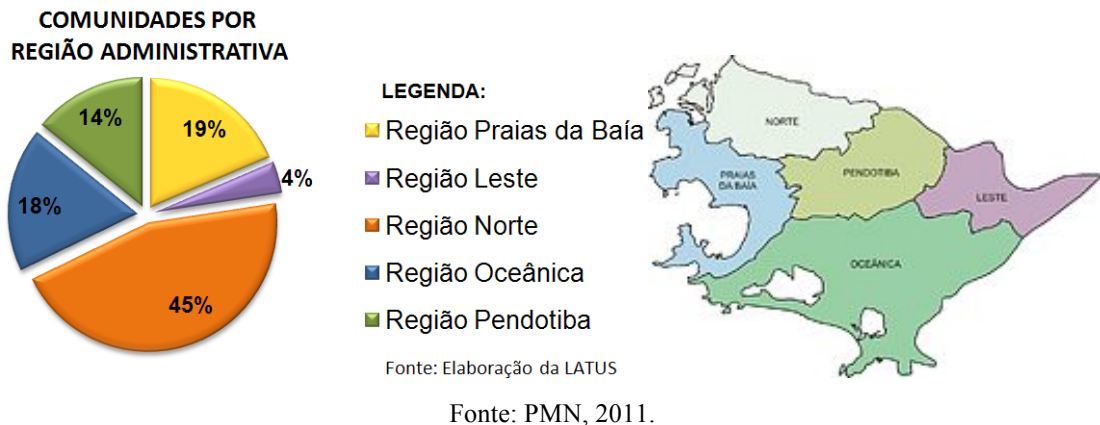 COMUNIDADES POR
REGIÃO ADMINISTRATIVA
14%
19%
4%
18%
45%
LEGENDA:
Região Praias da Baía
Região Leste
Região Norte
Região Oceânica
Região Pendotiba
Fonte: Elaboração da LATUS
NORTE
PRAIAS
DA BAÍA
PENDOTIBA
LESTE
OCEÂNICA
Fonte: PMN, 2011.